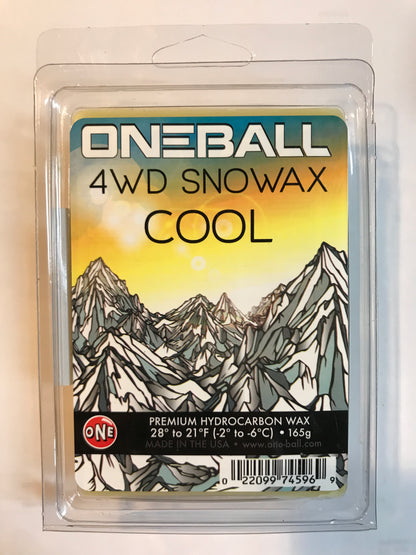 ONEBALL
4WD SNOWAX
COOL
ONE
PREMIUM HYDROCARBON WAX
28° to 21°F (-2° to -6°C) • 165g
MADE IN THE USA • www.one-ball.com
0 22099 74596 9